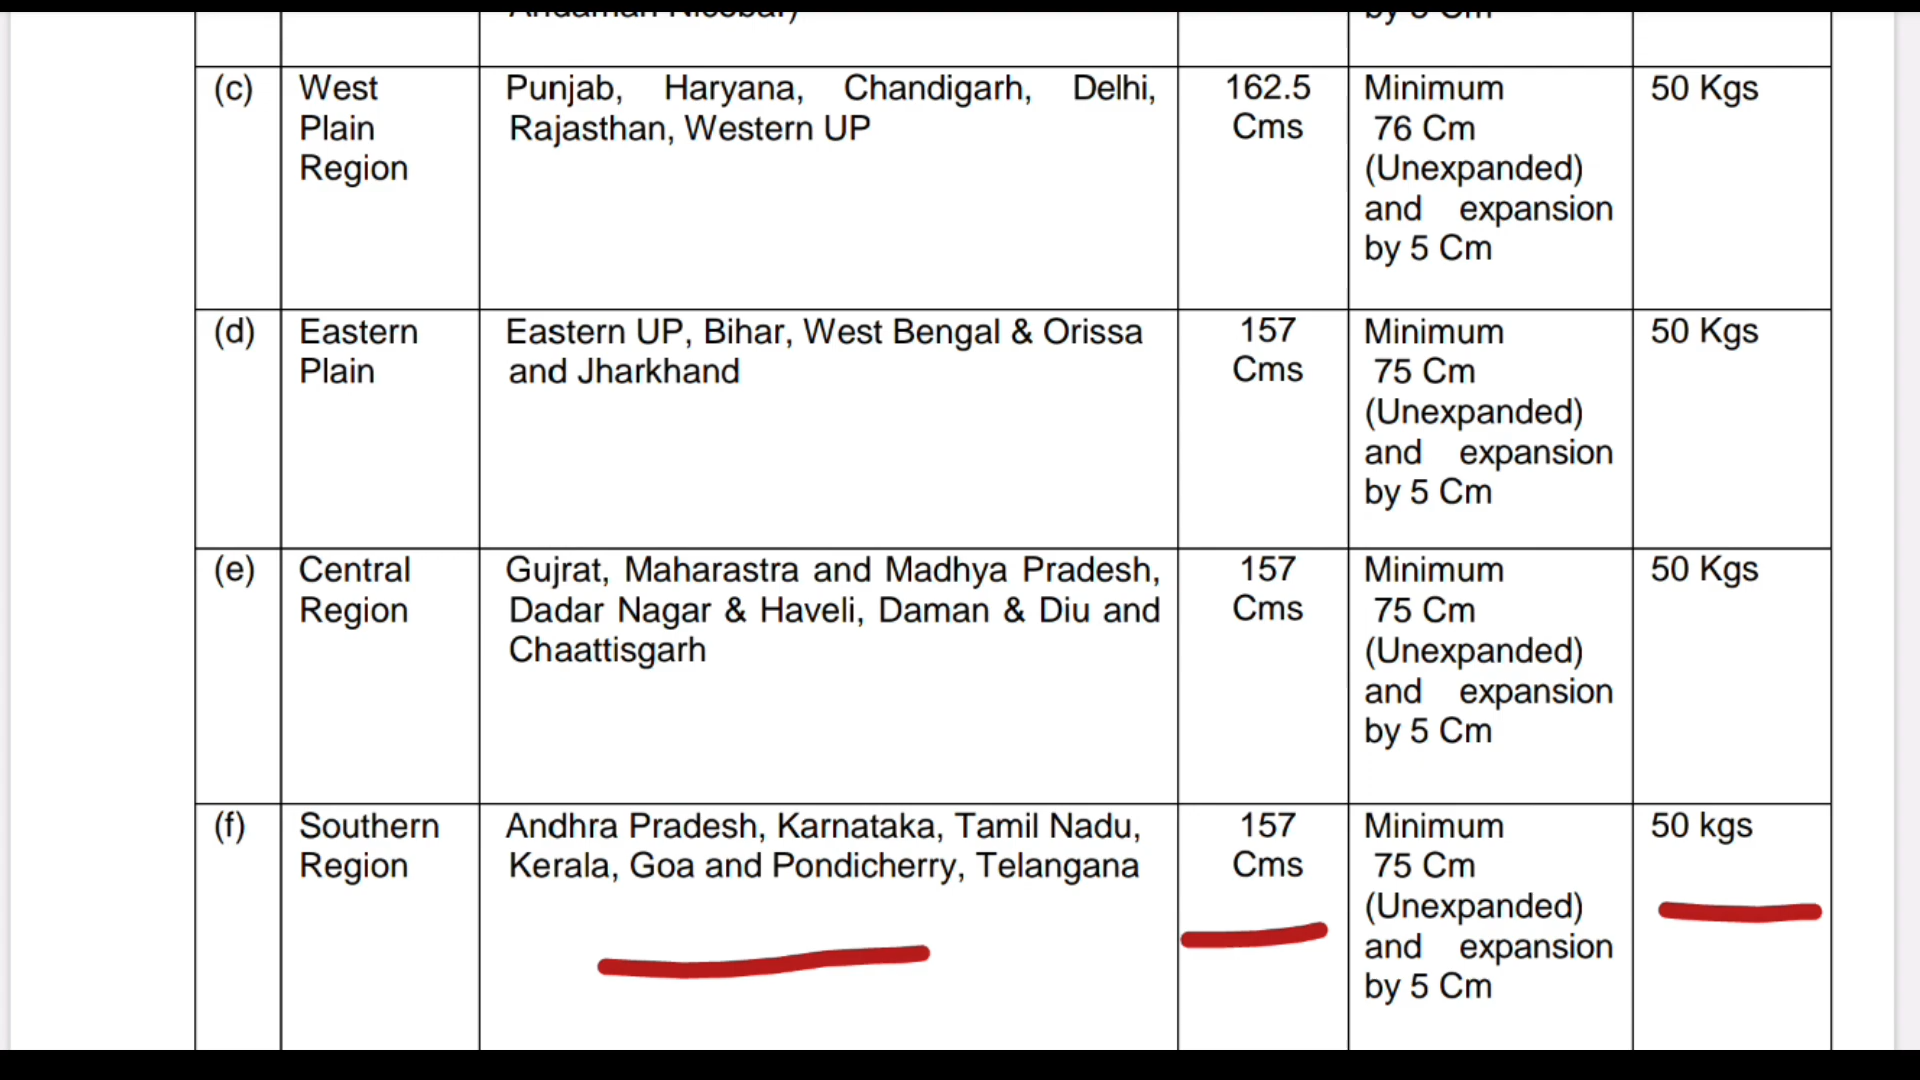 (c) West Punjab, Haryana, Chandigarh, Delhi, 162.5 Minimum 50 Kgs
Plain Rajasthan, Western UP Cms 76 Cm
Region (Unexpanded)
and expansion
by 5 Cm
(d) Eastern Eastern UP, Bihar, West Bengal & Orissa 157 Minimum 50 Kgs
Plain and Jharkhand Cms 75 Cm
(Unexpanded)
and expansion
by 5 Cm
(e) Central Gujrat, Maharastra and Madhya Pradesh, 157 Minimum 50 Kgs
Region Dadar Nagar & Haveli, Daman & Diu and Cms 75 Cm
Chaattisgarh (Unexpanded)
and expansion
by 5 Cm
(f) Southern Andhra Pradesh, Karnataka, Tamil Nadu, 157 Minimum 50 kgs
Region Kerala, Goa and Pondicherry, Telangana Cms 75 Cm
(Unexpanded)
and expansion
by 5 Cm